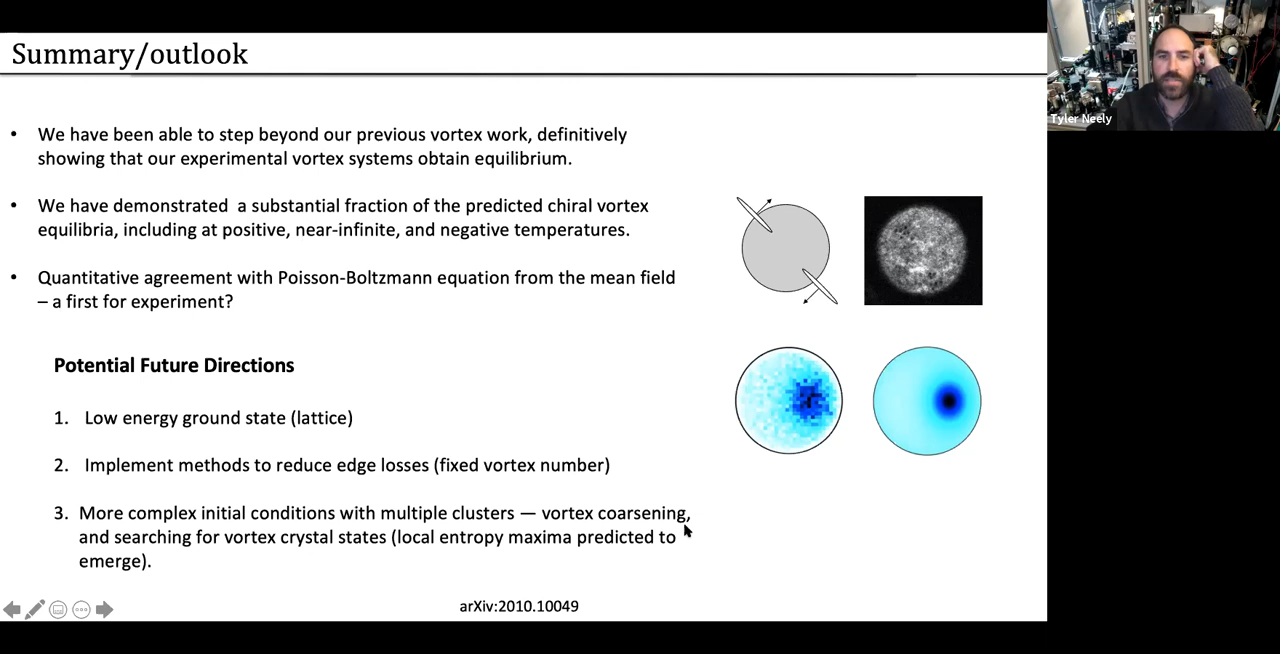 Summary/outlook
Tyler Neely
• We have been able to step beyond our previous vortex work, definitively
showing that our experimental vortex systems obtain equilibrium.
• We have demonstrated a substantial fraction of the predicted chiral vortex
equilibria, including at positive, near-infinite, and negative temperatures.
• Quantitative agreement with Poisson-Boltzmann equation from the mean field
– a first for experiment?
Potential Future Directions
1. Low energy ground state (lattice)
2. Implement methods to reduce edge losses (fixed vortex number)
3. More complex initial conditions with multiple clusters — vortex coarsening,
and searching for vortex crystal states (local entropy maxima predicted to
emerge).
arXiv:2010.10049